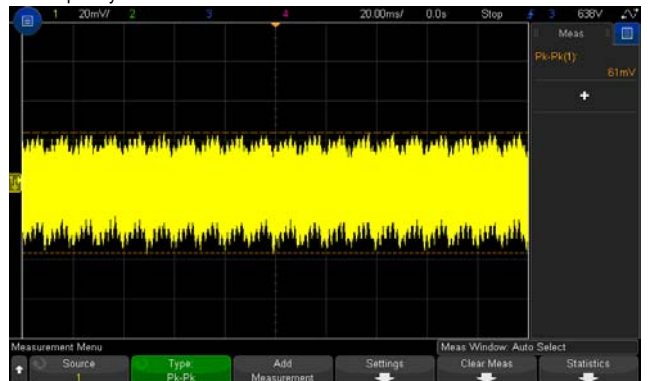 1 20mV/ 2 3 4 20.00ms/ 0.0s Stop 3 638V
Meas
Pk-Pk(1):
61mV
Measurement Menu Meas Window: Auto Select
Source Type: Add Settings Clear Meas Statistics
1 Pk-Pk Measurement